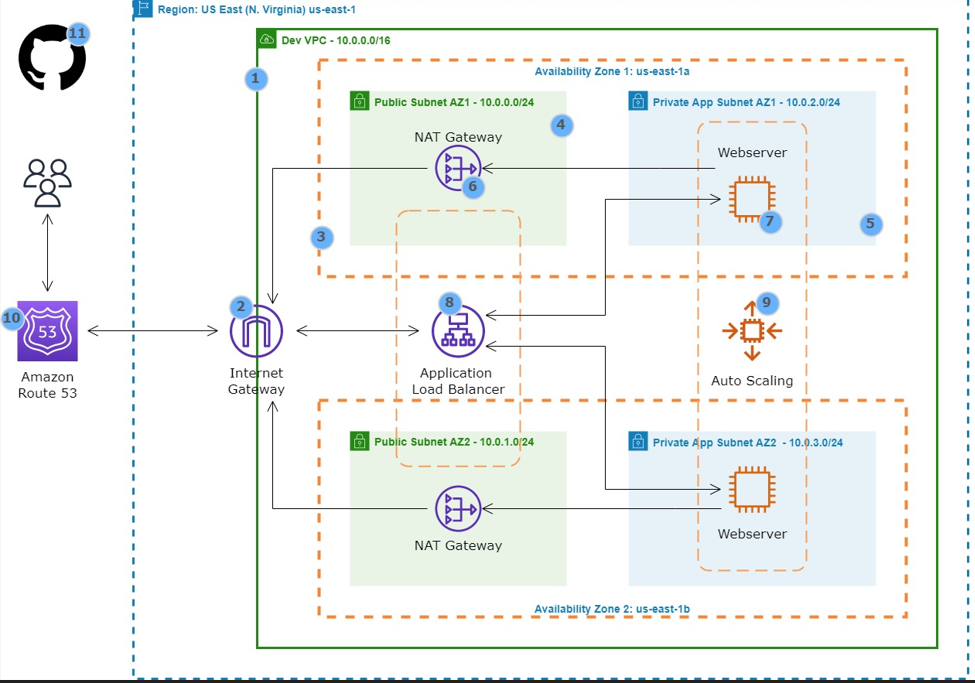 Region: US East (N. Virginia) us-east-1
11
Dev VPC - 10.0.0.0/16
1
Availability Zone 1: us-east-1a
Public Subnet AZ1 - 10.0.0.0/24
Private App Subnet AZ1 - 10.0.2.0/24
4
NAT Gateway
Webserver
6
7
5
3
10
53
Amazon
Route 53
2
Internet
Gateway
8
Application
Load Balancer
9
Auto Scaling
Public Subnet AZ2 - 10.0.1.0/24
Private App Subnet AZ2 - 10.0.3.0/24
NAT Gateway
Webserver
Availability Zone 2: us-east-1b